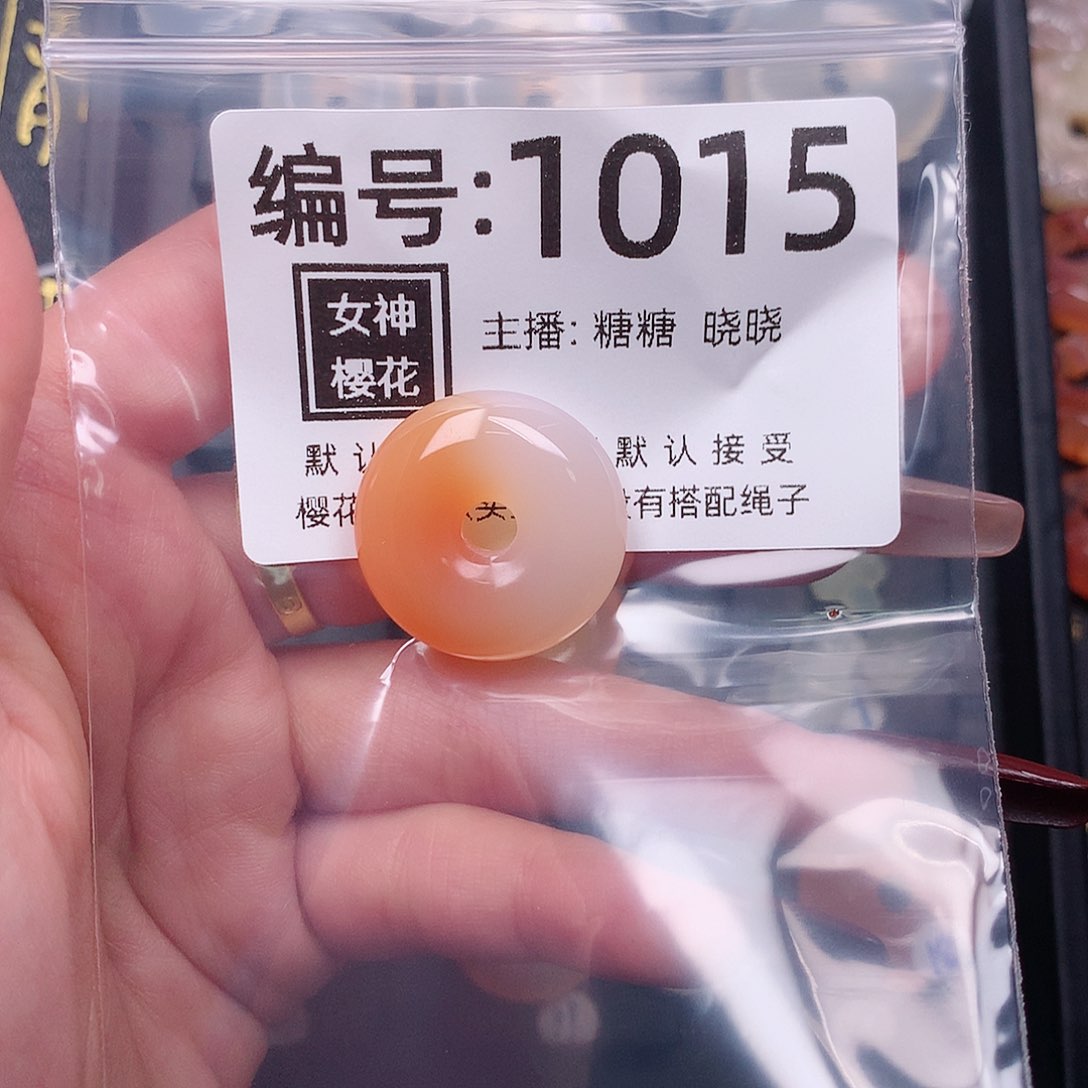 编号:1015
女神
樱花
主播: 糖糖 晓晓
默认 默认接受
樱花 有搭配绳子